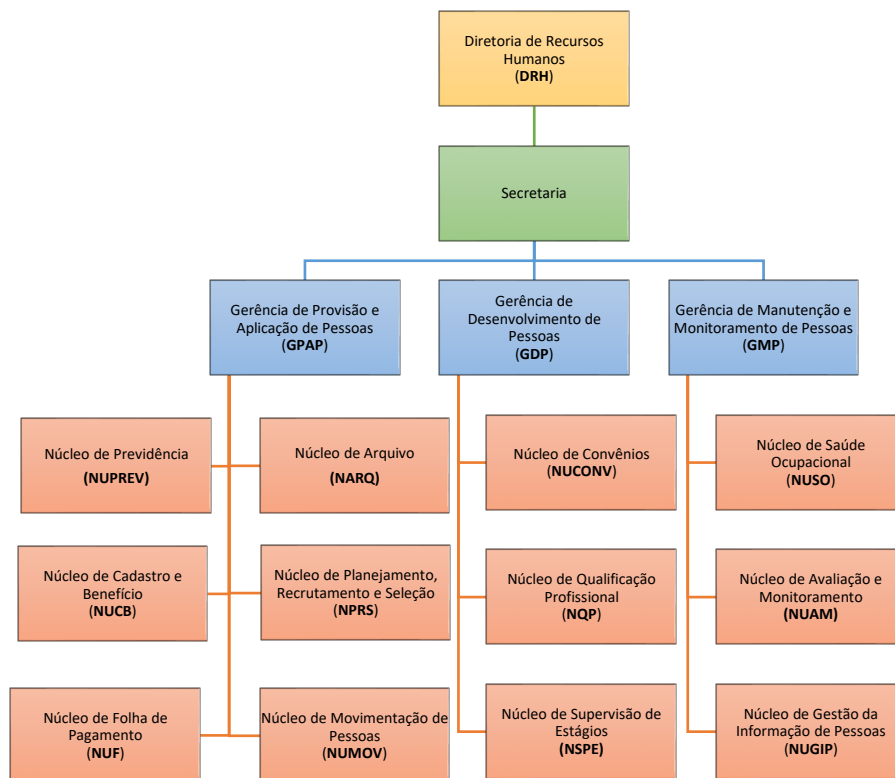 Diretoria de Recursos
Humanos
(DRH)
Secretaria
Gerência de Provisão e
Aplicação de Pessoas
(GPAP)
Gerência de
Desenvolvimento de
Pessoas
(GDP)
Gerência de Manutenção e
Monitoramento de Pessoas
(GMP)
Núcleo de Previdência
(NUPREV)
Núcleo de Arquivo
(NARQ)
Núcleo de Convênios
(NUCONV)
Núcleo de Saúde
Ocupacional
(NUSO)
Núcleo de Cadastro e
Benefício
(NUCB)
Núcleo de Planejamento,
Recrutamento e Seleção
(NPRS)
Núcleo de Qualificação
Profissional
(NQP)
Núcleo de Avaliação e
Monitoramento
(NUAM)
Núcleo de Folha de
Pagamento
(NUF)
Núcleo de Movimentação de
Pessoas
(NUMOV)
Núcleo de Supervisão de
Estágios
(NSPE)
Núcleo de Gestão da
Informação de Pessoas
(NUGIP)